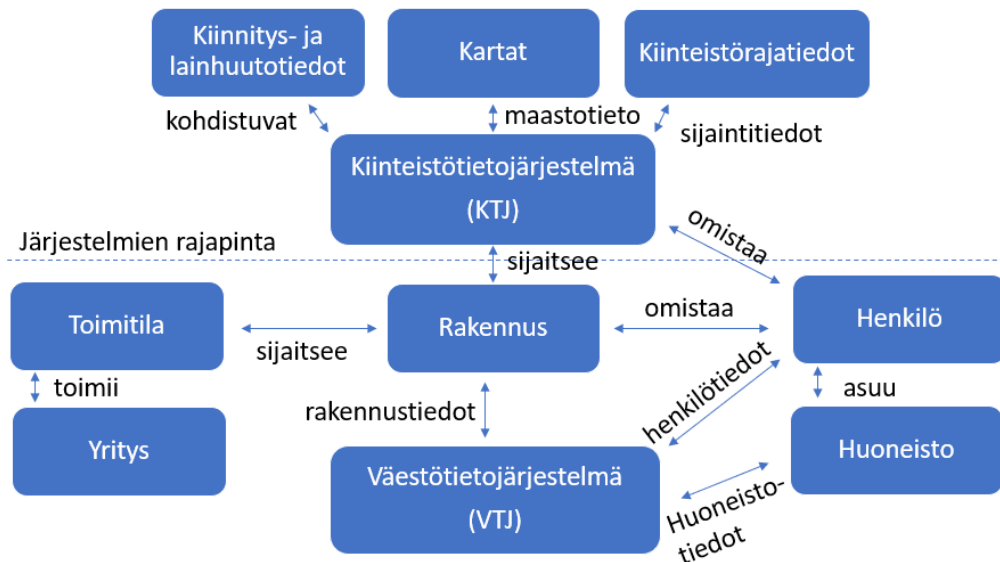 Kiinnitys- ja
lainhuutotiedot
Kartat
Kiinteistörajatiedot
kohdistuvat
maastotieto
sijaintitiedot
Kiinteistötietojärjestelmä
(KTJ)
omistaa
Järjestelmien rajapinta
sijaitsee
Toimitila
sijaitsee
Rakennus
omistaa
Henkilö
toimii
rakennustiedot
henkilötiedot
asuu
Yritys
Väestötietojärjestelmä
(VTJ)
Huoneisto
Huoneisto-
tiedot